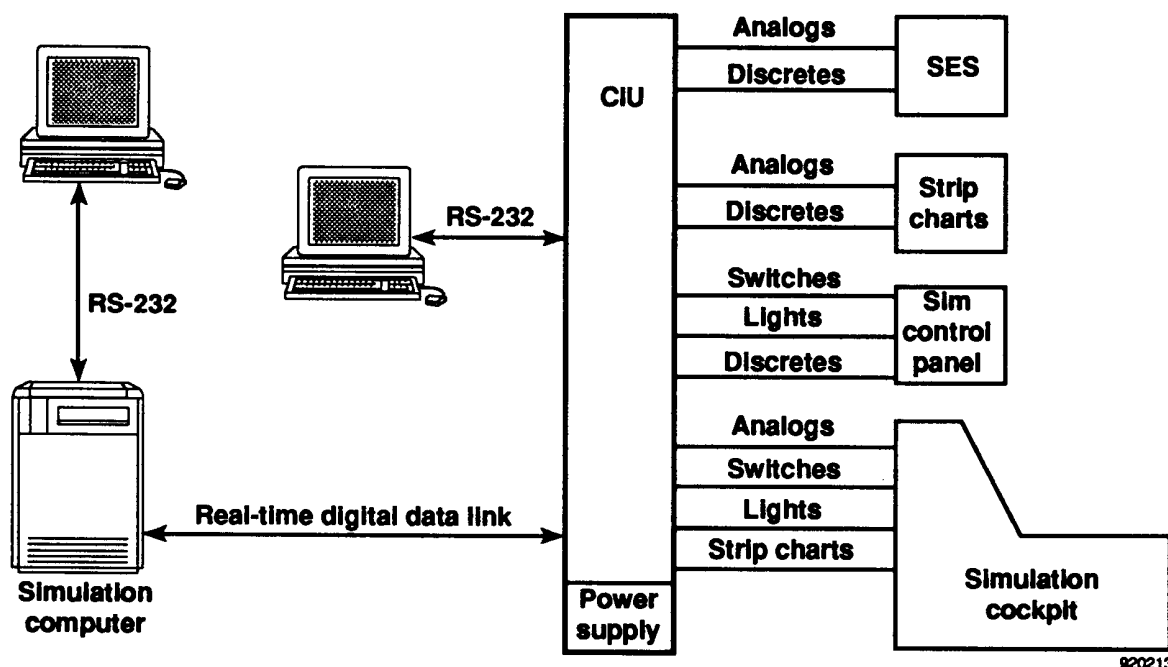 Analogs
Discretes
CIU
SES
Analogs
Discretes
Strip
charts
RS-232
RS-232
Switches
Lights
Discretes
Sim
control
panel
Analogs
Switches
Lights
Strip charts
Real-time digital data link
Simulation
computer
Power
supply
Simulation
cockpit